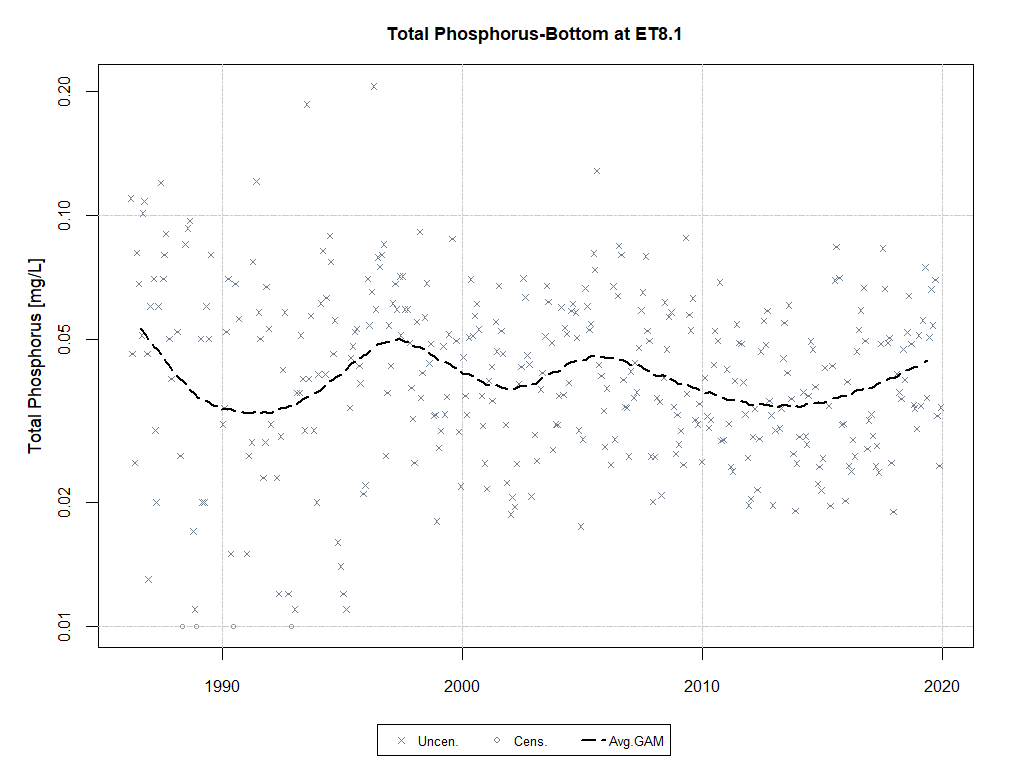 Total Phosphorus-Bottom at ET8.1
Total Phosphorus [mg/L]
0.20
0.10
0.05
0.02
0.01
1990 2000 2010 2020
Uncen. Cens. Avg.GAM